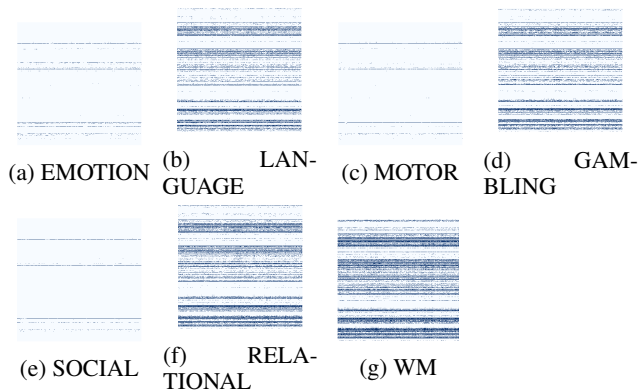 (a) EMOTION
(b) LAN-
GUAGE
(c) MOTOR
(d) GAM-
BLING
(e) SOCIAL
(f) RELA-
TIONAL
(g) WM